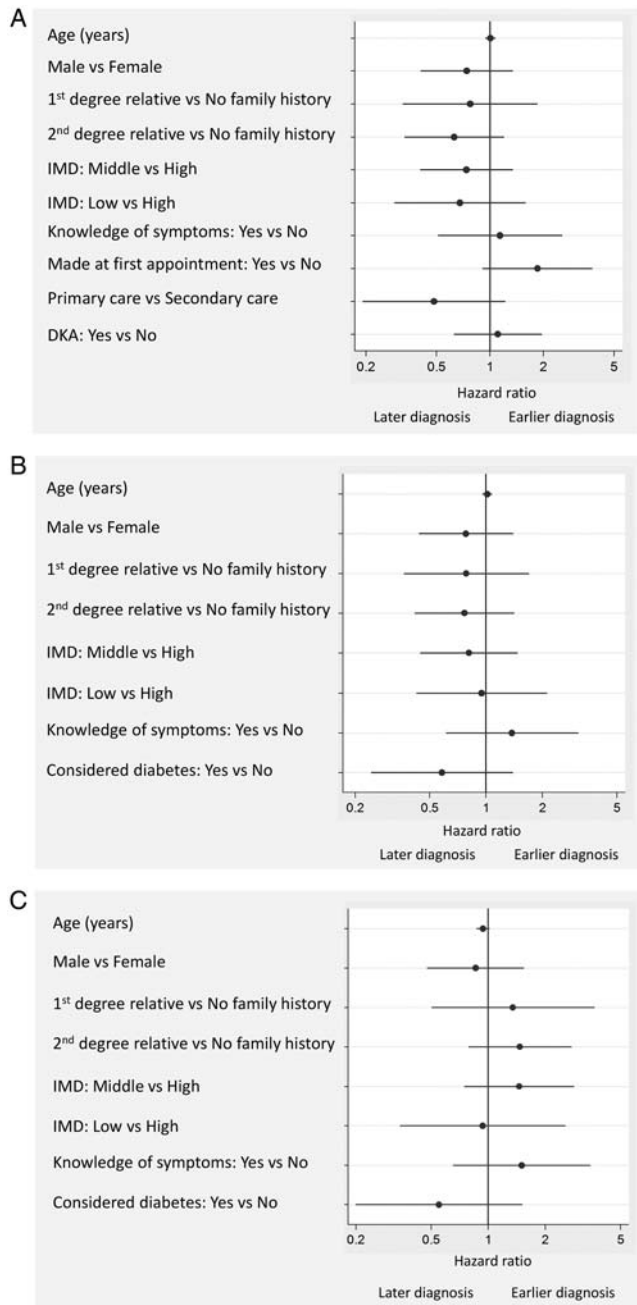 A
Age (years)
Male vs Female
1st degree relative vs No family history
2nd degree relative vs No family history
IMD: Middle vs High
IMD: Low vs High
Knowledge of symptoms: Yes vs No
Made at first appointment: Yes vs No
Primary care vs Secondary care
DKA: Yes vs No
0.2 0.5 1 2 5
Hazard ratio
Later diagnosis Earlier diagnosis
B
Age (years)
Male vs Female
1st degree relative vs No family history
2nd degree relative vs No family history
IMD: Middle vs High
IMD: Low vs High
Knowledge of symptoms: Yes vs No
Considered diabetes: Yes vs No
0.2 0.5 1 2 5
Hazard ratio
Later diagnosis Earlier diagnosis
C
Age (years)
Male vs Female
1st degree relative vs No family history
2nd degree relative vs No family history
IMD: Middle vs High
IMD: Low vs High
Knowledge of symptoms: Yes vs No
Considered diabetes: Yes vs No
0.2 0.5 1 2 5
Hazard ratio
Later diagnosis Earlier diagnosis